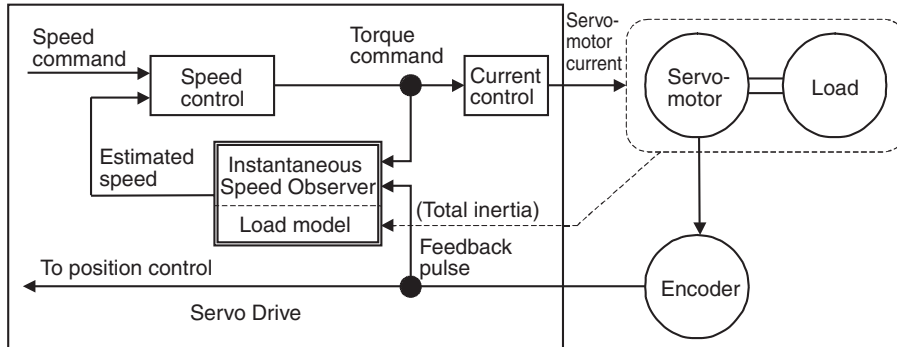 Speed
command
Speed
control
Torque
command
Current
control
Servo-
motor
current
Servo-
motor
Load
Estimated
speed
Instantaneous
Speed Observer
Load model
(Total inertia)
Feedback
pulse
To position control
Encoder
Servo Drive